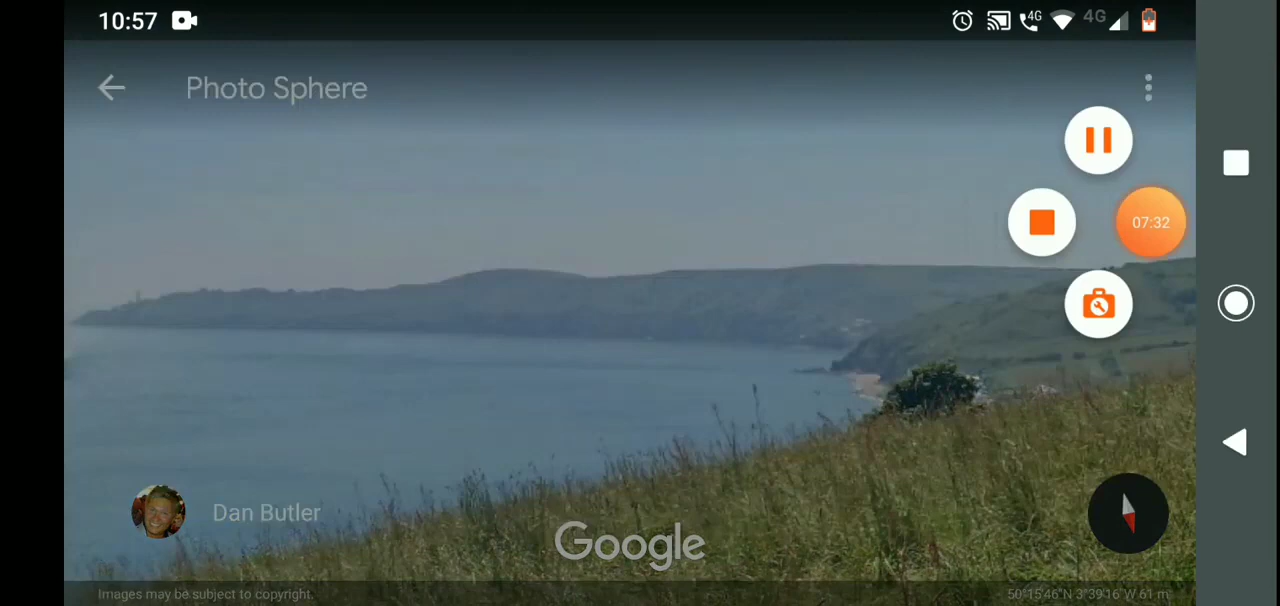 10:57
4G
4G
Photo Sphere
07:32
Dan Butler
Google
Images may be subject to copyright.
50°15'46"N 3°39'16"W 61 m